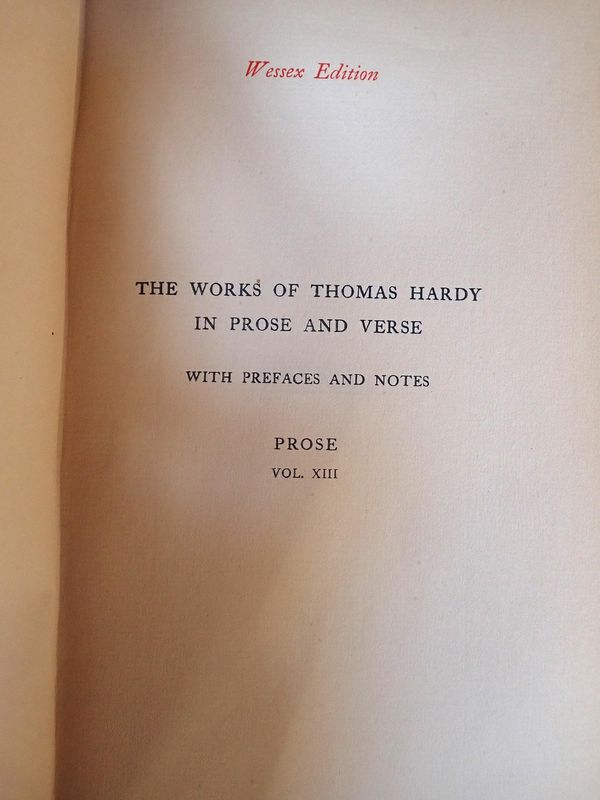 Wessex Edition
THE WORKS OF THOMAS HARDY
IN PROSE AND VERSE
WITH PREFACES AND NOTES
PROSE
VOL. XIII